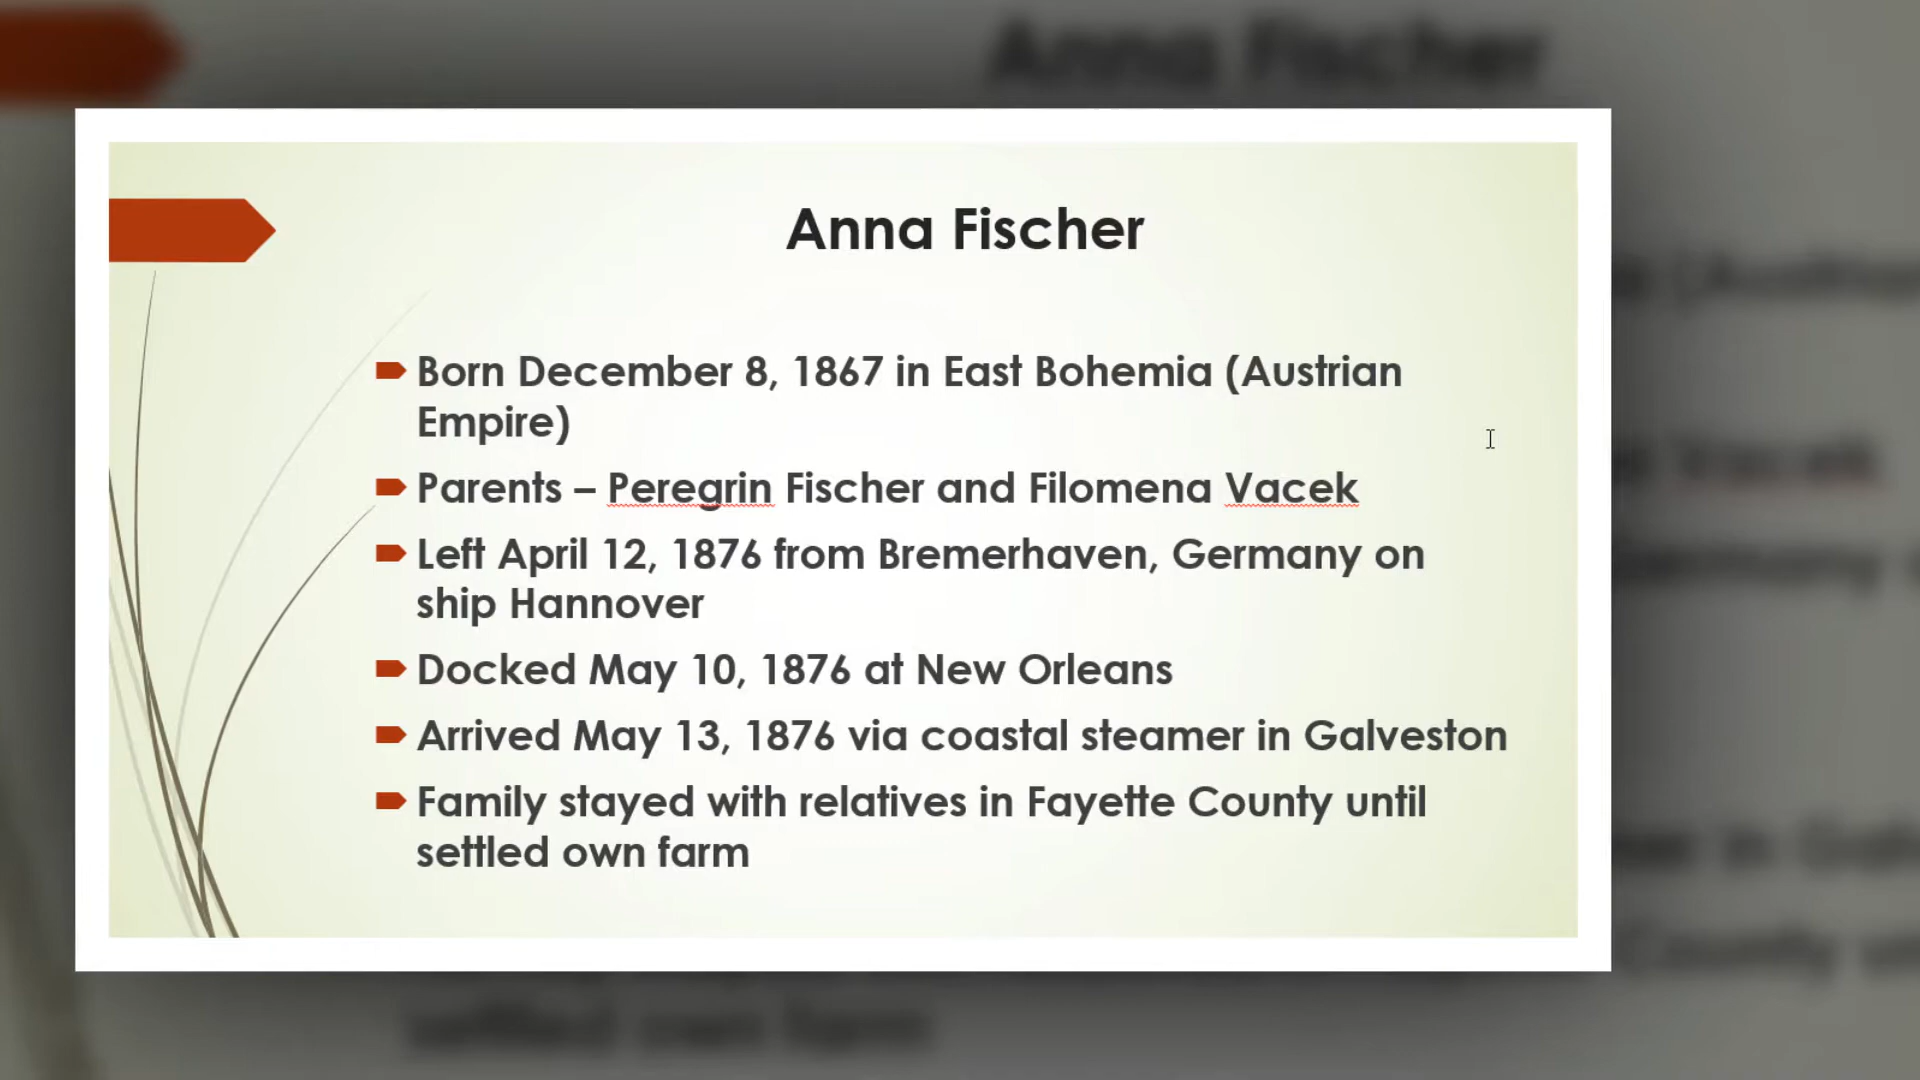 Anna Fischer
Born December 8, 1867 in East Bohemia (Austrian
Empire)
Parents – Peregrin Fischer and Filomena Vacek
Left April 12, 1876 from Bremerhaven, Germany on
ship Hannover
Docked May 10, 1876 at New Orleans
Arrived May 13, 1876 via coastal steamer in Galveston
Family stayed with relatives in Fayette County until
settled own farm